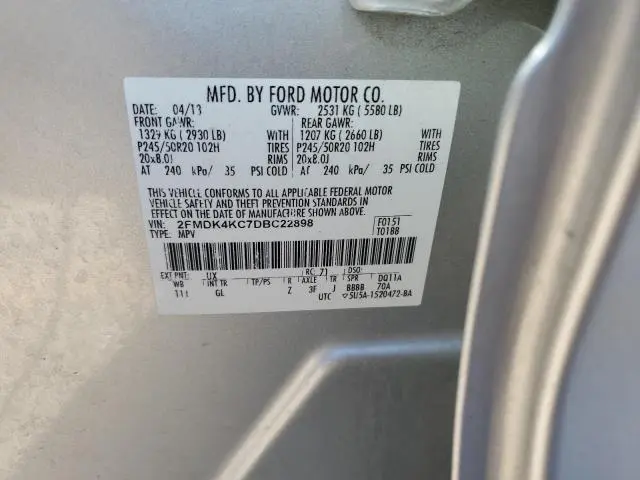 MFD. BY FORD MOTOR CO.
DATE: 04/13 GVWR: 2531 KG ( 5580 LB)
FRONT GAWR: REAR GAWR:
1329 KG ( 2930 LB) WITH 1207 KG ( 2660 LB) WITH
P245/50R20 102H TIRES P245/50R20 102H TIRES
20x8.0J RIMS 20x8.0J RIMS
AT 240 kPa/ 35 PSI COLD AT 240 kPa/ 35 PSI COLD
THIS VEHICLE CONFORMS TO ALL APPLICABLE FEDERAL MOTOR
VEHICLE SAFETY AND THEFT PREVENTION STANDARDS IN
EFFECT ON THE DATE OF MANUFACTURE SHOWN ABOVE.
VIN: 2FMDK4KC7DBC22898 F0151
TYPE: MPV T0188
EXT PNT: UX RC: 71 DSO:
WB INT TR TP/PS R AXLE TR SPR DQ11A
111 GL Z 3F J BBBB 70A
UTC ▽5U5A-1520472-BA